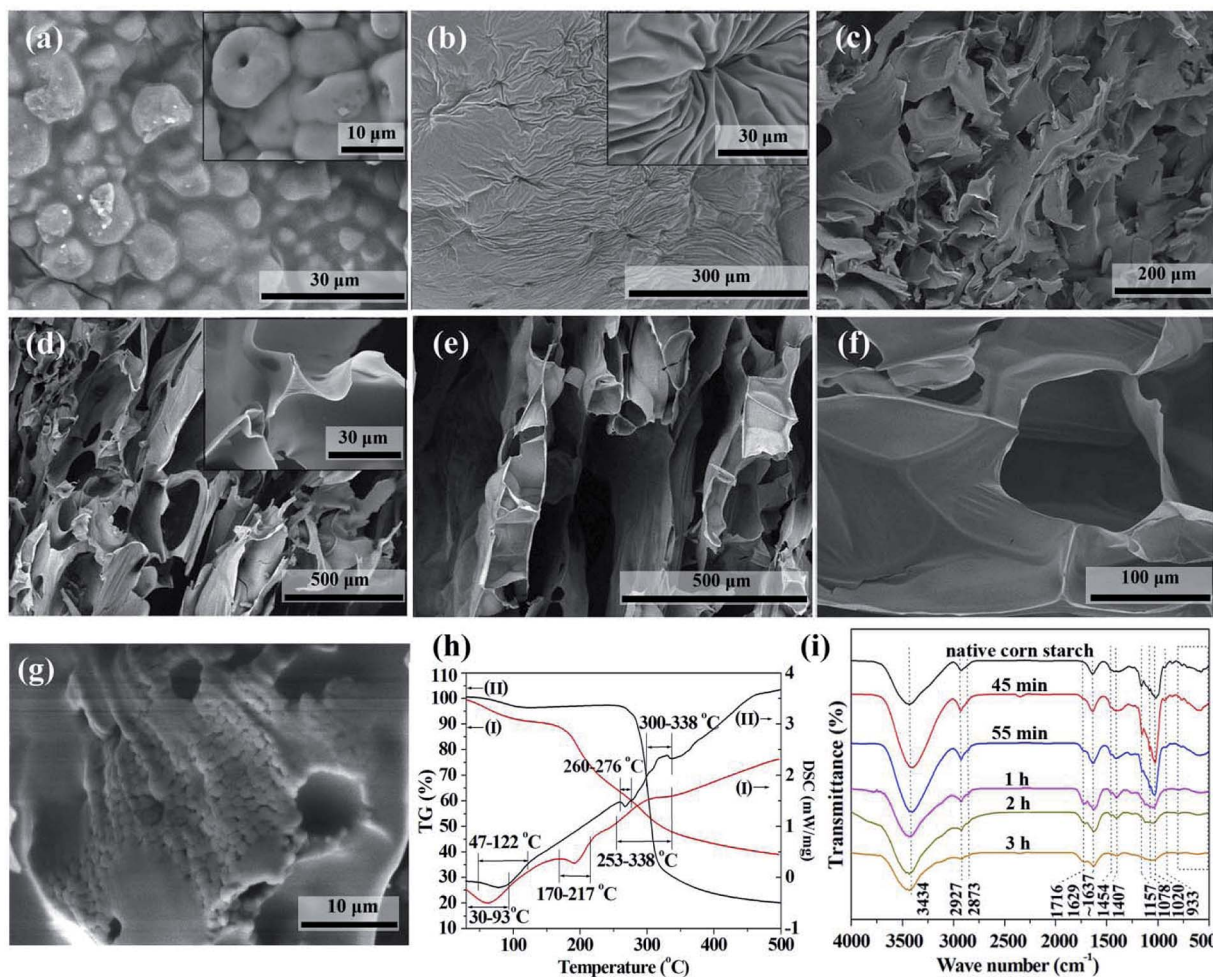 (a)
10 µm
30 µm
(b)
30 µm
300 µm
(c)
200 µm
(d)
30 µm
500 µm
(e)
500 µm
(f)
100 µm
(g)
10 µm
(h)
TG (%)
110
100
90
80
70
60
50
40
30
20
10
(II)
(I)
300-338 °C
(II)
260-276 °C
(I)
47-122 °C
253-338°C
170-217 °C
30-93°C
4
3
2
1
0
-1
DSC (mW/mg)
100 200 300 400 500
Temperature (°C)
(i)
Transmittance (%)
native corn starch
45 min
55 min
1 h
2 h
3 h
3434
2927
2873
1716
1629
~1637
1454
1407
1157
1078
1020
933
4000 3500 3000 2500 2000 1500 1000 500
Wave number (cm⁻¹)